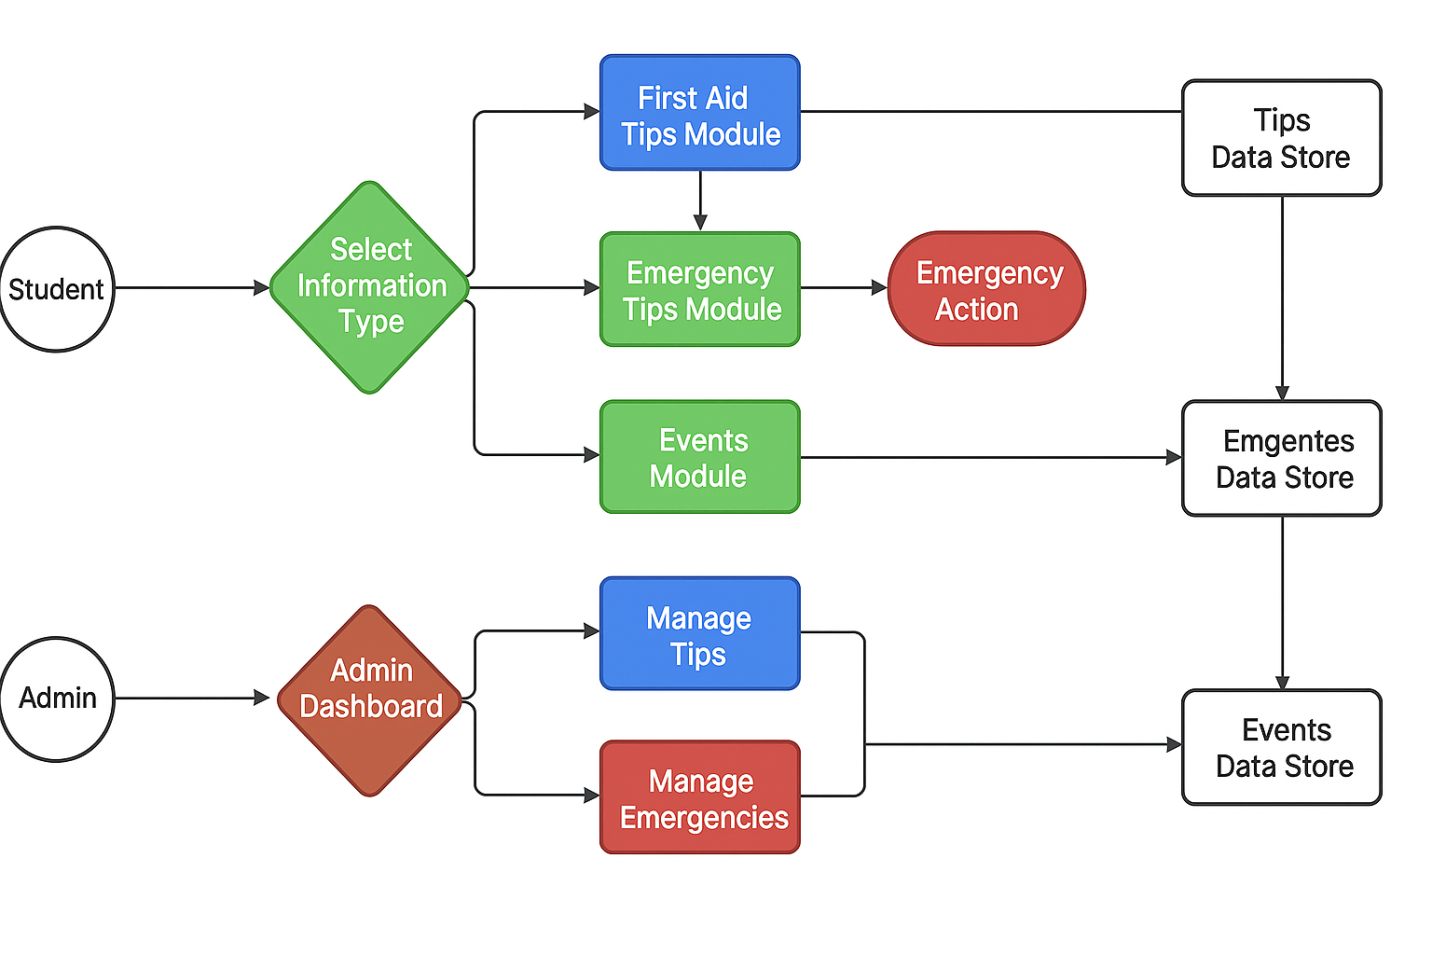 First Aid
Tips Module
Tips
Data Store
Student
Select
Information
Type
Emergency
Tips Module
Emergency
Action
Events
Module
Emgentes
Data Store
Admin
Admin
Dashboard
Manage
Tips
Manage
Emergencies
Events
Data Store